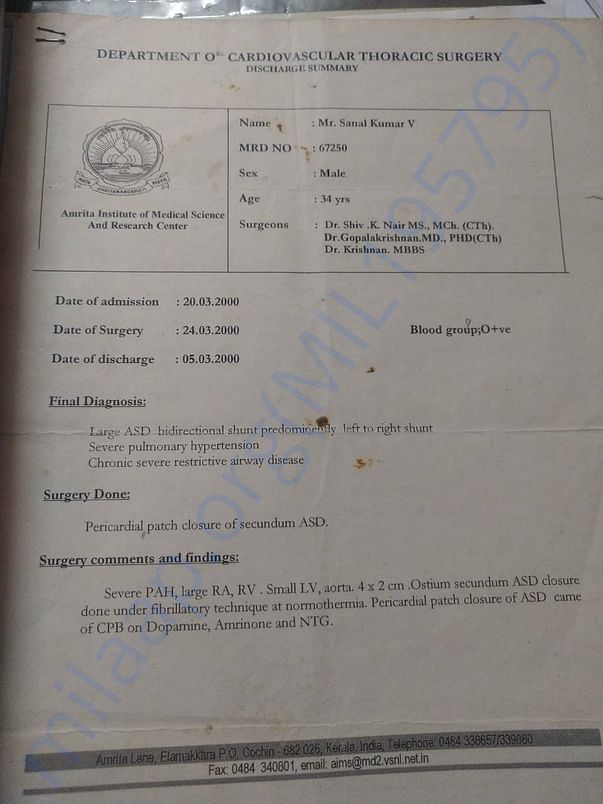 DEPARTMENT O CARDIOVASCULAR THORACIC SURGERY
DISCHARGE SUMMARY
MATA AMRITANANDAMAYI MATH
Amrita Institute of Medical Science
And Research Center
Name : Mr. Sanal Kumar V
MRD NO : 67250
Sex : Male
Age : 34 yrs
Surgeons : Dr. Shiv .K. Nair MS., MCh. (CTh).
Dr.Gopalakrishnan.MD., PHD(CTh)
Dr. Krishnan. MBBS
Date of admission : 20.03.2000
Date of Surgery : 24.03.2000
Blood group;O+ve
Date of discharge : 05.03.2000
Final Diagnosis:
Large ASD bidirectional shunt predominently left to right shunt
Severe pulmonary hypertension
Chronic severe restrictive airway disease
Surgery Done:
Pericardial patch closure of secundum ASD.
Surgery comments and findings:
Severe PAH, large RA, RV . Small LV, aorta. 4 x 2 cm .Ostium secundum ASD closure
done under fibrillatory technique at normothermia. Pericardial patch closure of ASD came
of CPB on Dopamine, Amrinone and NTG.
Amrita Lane, Elamakkara P.O, Cochin - 682 026, Kerala, India, Telephone: 0484 336657/339080
Fax: 0484 340801, email: aims@md2.vsnl.net.in
milaap.org(MIL195795)